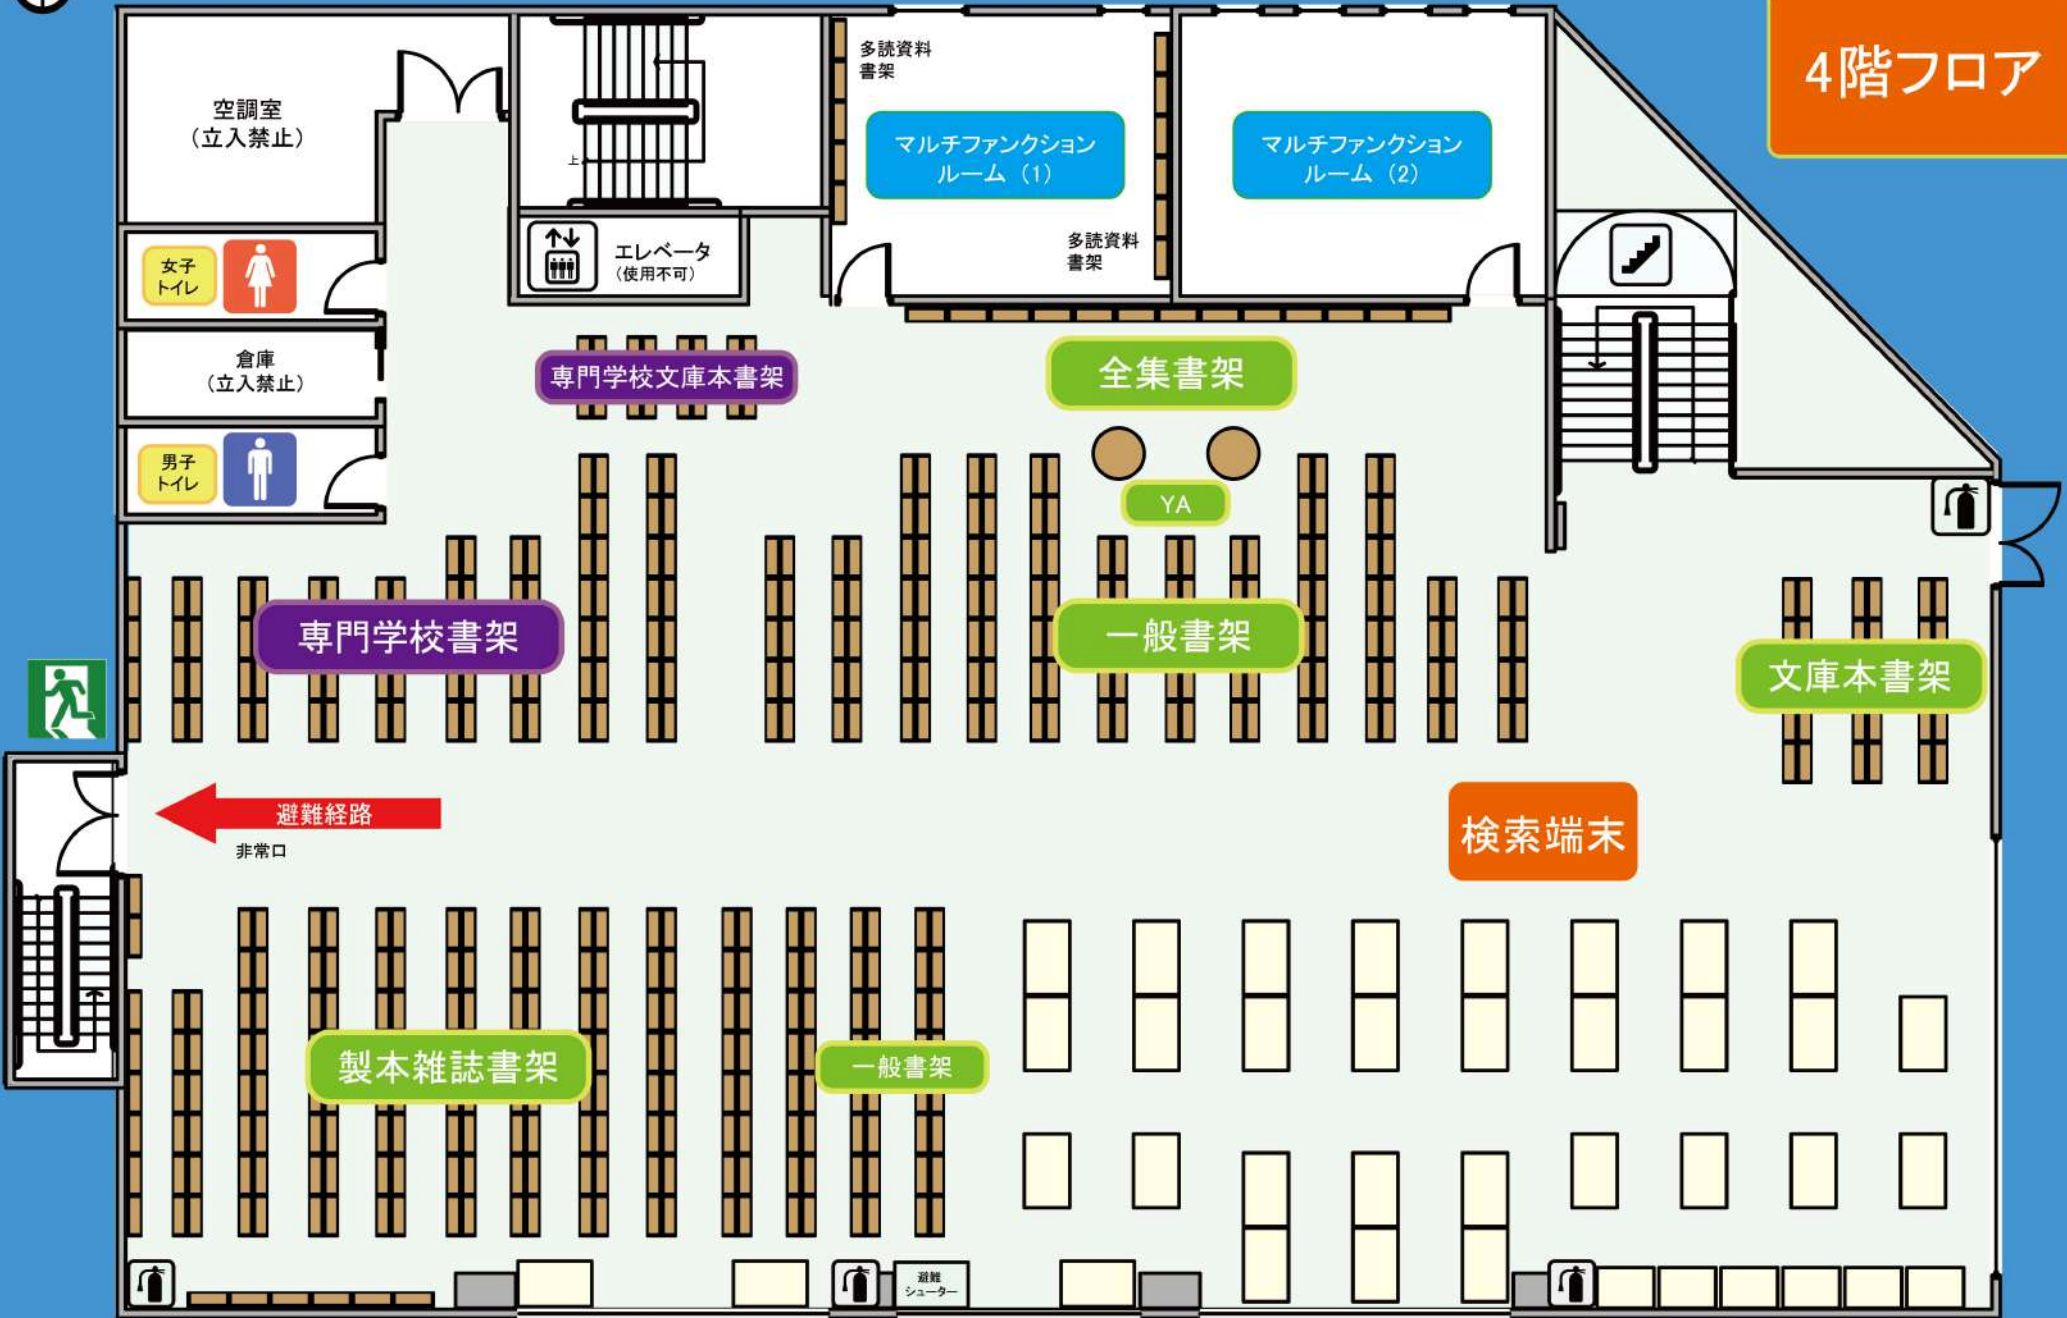 4階フロア
多読資料
書架
空調室
（立入禁止）
マルチファンクション
ルーム（1）
マルチファンクション
ルーム（2）
上
女子
トイレ
エレベータ
（使用不可）
多読資料
書架
倉庫
（立入禁止）
専門学校文庫本書架
全集書架
男子
トイレ
YA
専門学校書架
一般書架
文庫本書架
避難経路
非常口
検索端末
製本雑誌書架
一般書架
避難
シューター